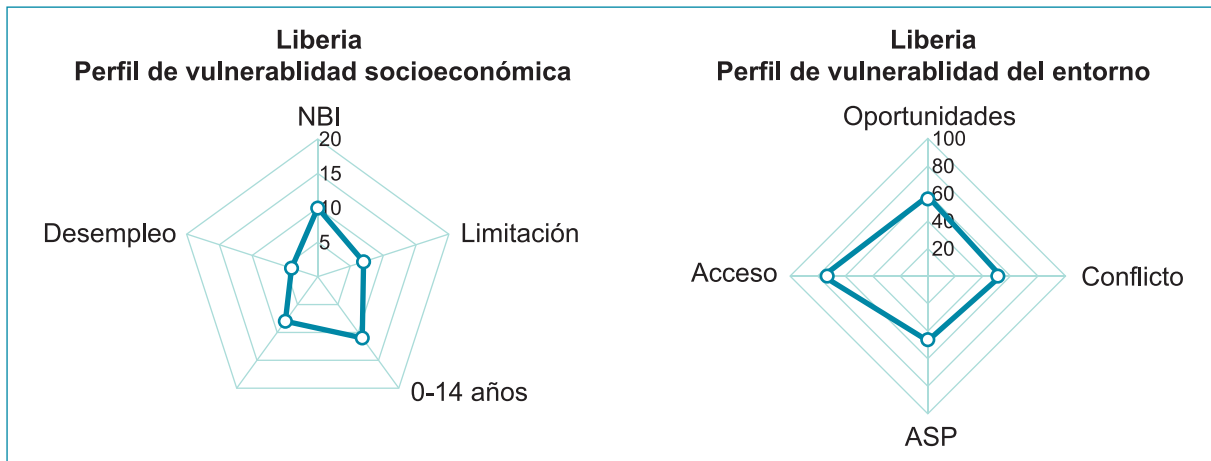 Liberia
Perfil de vulnerablidad socioeconómica
NBI
20
15
10
5
Desempleo
Limitación
0-14 años
Liberia
Perfil de vulnerablidad del entorno
Oportunidades
100
80
60
40
20
Acceso
Conflicto
ASP